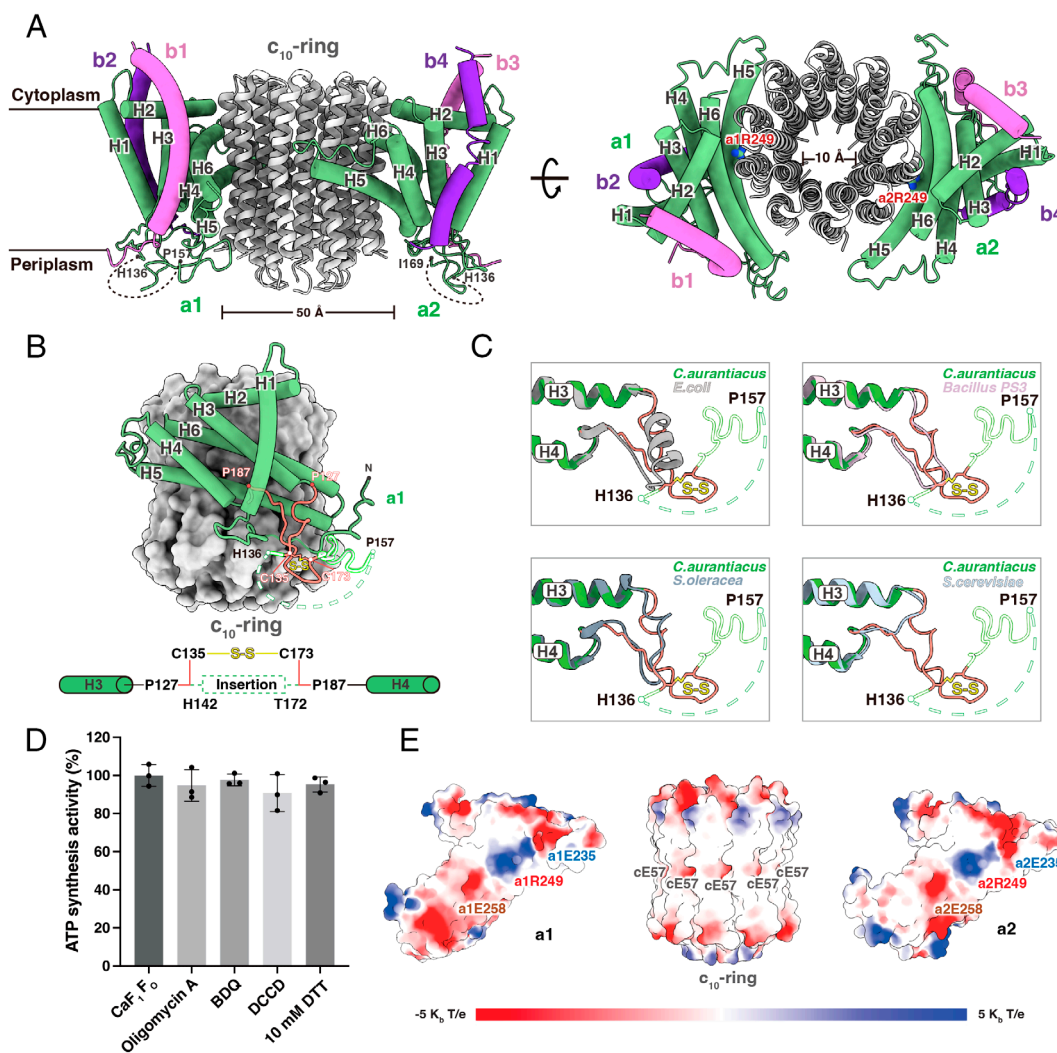 A
b2
b1
c10-ring
b4
b3
Cytoplasm
H2
H1
H3
H6
H4
H5
H2
H6
H3
H1
H4
H5
Periplasm
H136
P157
I169
H136
a1
50 Å
a2
H5
H4
H6
a1R249
a1
H3
b2
H2
H1
b1
10 Å
b3
H1
H2
a2R249
H3
b4
H6
H5
H4
a2
B
H1
H2
H3
H6
H4
H5
P187
P127
N
a1
H136
P157
S-S
C135
C173
c10-ring
C135
S-S
C173
H3
P127
Insertion
P187
H4
H142
T172
C
H3
C.aurantiacus
E.coli
P157
H4
S-S
H136
H3
C.aurantiacus
Bacillus PS3
P157
H4
S-S
H136
H3
C.aurantiacus
S.oleracea
P157
H4
S-S
H136
H3
C.aurantiacus
S.cerevisiae
P157
H4
S-S
H136
D
ATP synthesis activity (%)
120
100
80
60
40
20
0
CaF1FO
Oligomycin A
BDQ
DCCD
10 mM DTT
E
a1E235
a1R249
a1E258
a1
cE57
cE57
cE57
cE57
cE57
c10-ring
a2E235
a2R249
a2E258
a2
-5 Kb T/e
5 Kb T/e